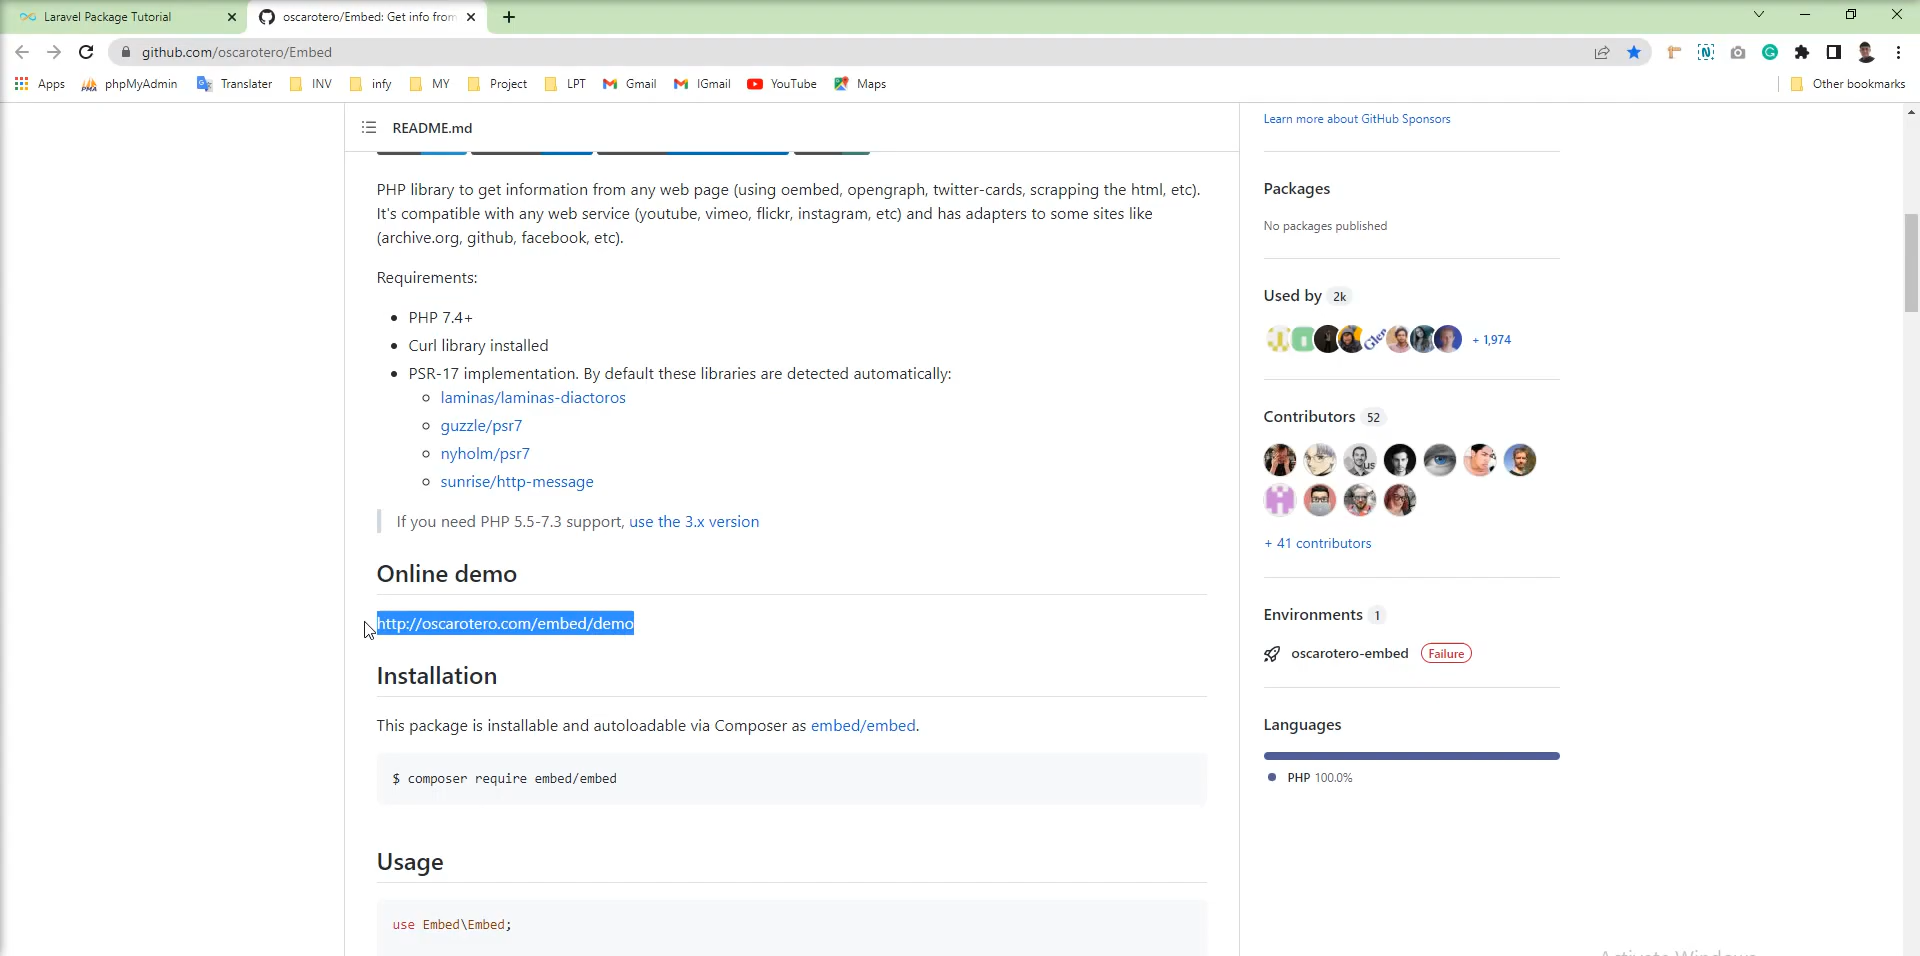 Laravel Package Tutorial
oscarotero/Embed: Get info from
github.com/oscarotero/Embed
Apps
phpMyAdmin
Translater
INV
infy
MY
Project
LPT
Gmail
IGmail
YouTube
Maps
Other bookmarks
README.md
PHP library to get information from any web page (using oembed, opengraph, twitter-cards, scrapping the html, etc).
It's compatible with any web service (youtube, vimeo, flickr, instagram, etc) and has adapters to some sites like
(archive.org, github, facebook, etc).
Requirements:
PHP 7.4+
Curl library installed
PSR-17 implementation. By default these libraries are detected automatically:
laminas/laminas-diactoros
guzzle/psr7
nyholm/psr7
sunrise/http-message
If you need PHP 5.5-7.3 support, use the 3.x version
Online demo
http://oscarotero.com/embed/demo
Installation
This package is installable and autoloadable via Composer as embed/embed.
$ composer require embed/embed
Usage
use Embed\Embed;
Learn more about GitHub Sponsors
Packages
No packages published
Used by 2k
Glen
+ 1,974
Contributors 52
+ 41 contributors
Environments 1
oscarotero-embed Failure
Languages
PHP 100.0%
Activate Windows